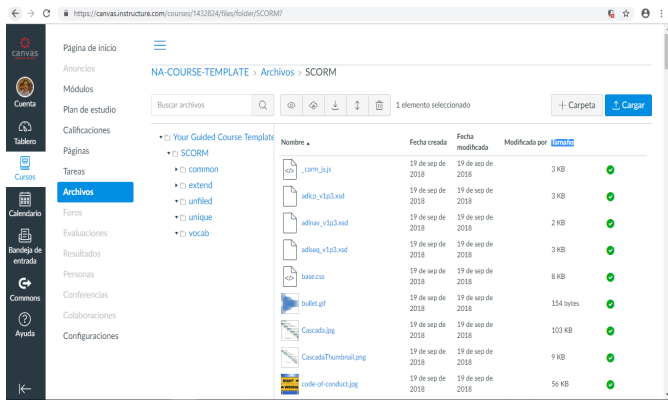 https://canvas.instructure.com/courses/1432824/files/folder/SCORM?
canvas
Cuenta
Tablero
Cursos
Calendario
Bandeja de
entrada
Commons
Ayuda
Página de inicio
Anuncios
Módulos
Plan de estudio
Calificaciones
Páginas
Tareas
Archivos
Foros
Evaluaciones
Resultados
Personas
Conferencias
Colaboraciones
Configuraciones
NA-COURSE-TEMPLATE > Archivos > SCORM
Buscar archivos
1 elemento seleccionado
+ Carpeta
Cargar
Your Guided Course Template
SCORM
common
extend
unfiled
unique
vocab
Nombre Fecha creada Fecha modificada Modificada por Tamaño
_carm_js.js 19 de sep de 2018 19 de sep de 2018 3 KB
adlcp_v1p3.xsd 19 de sep de 2018 19 de sep de 2018 3 KB
adlnav_v1p3.xsd 19 de sep de 2018 19 de sep de 2018 2 KB
adlseq_v1p3.xsd 19 de sep de 2018 19 de sep de 2018 3 KB
base.css 19 de sep de 2018 19 de sep de 2018 8 KB
bullet.gif 19 de sep de 2018 19 de sep de 2018 154 bytes
Cascada.jpg 19 de sep de 2018 19 de sep de 2018 103 KB
CascadaThumbnail.png 19 de sep de 2018 19 de sep de 2018 9 KB
code-of-conduct.jpg 19 de sep de 2018 19 de sep de 2018 56 KB